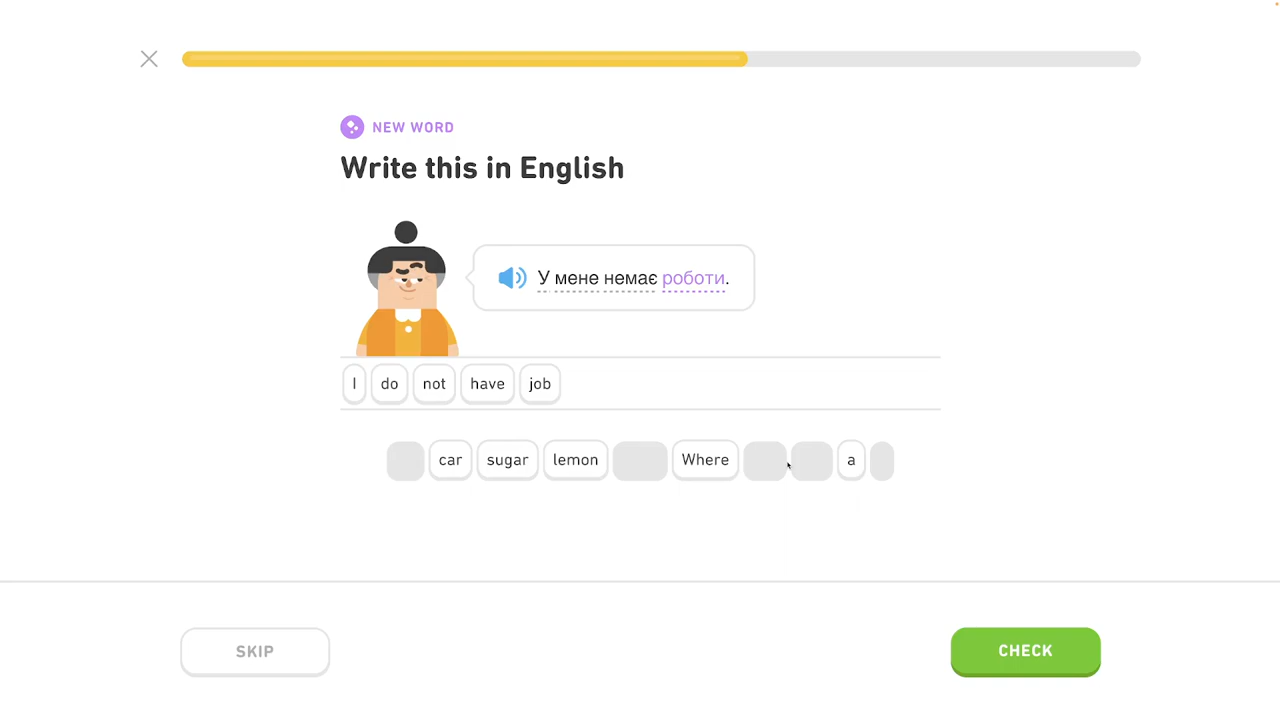 NEW WORD
Write this in English
У мене немає роботи.
I do not have job
car sugar lemon Where a
SKIP
CHECK